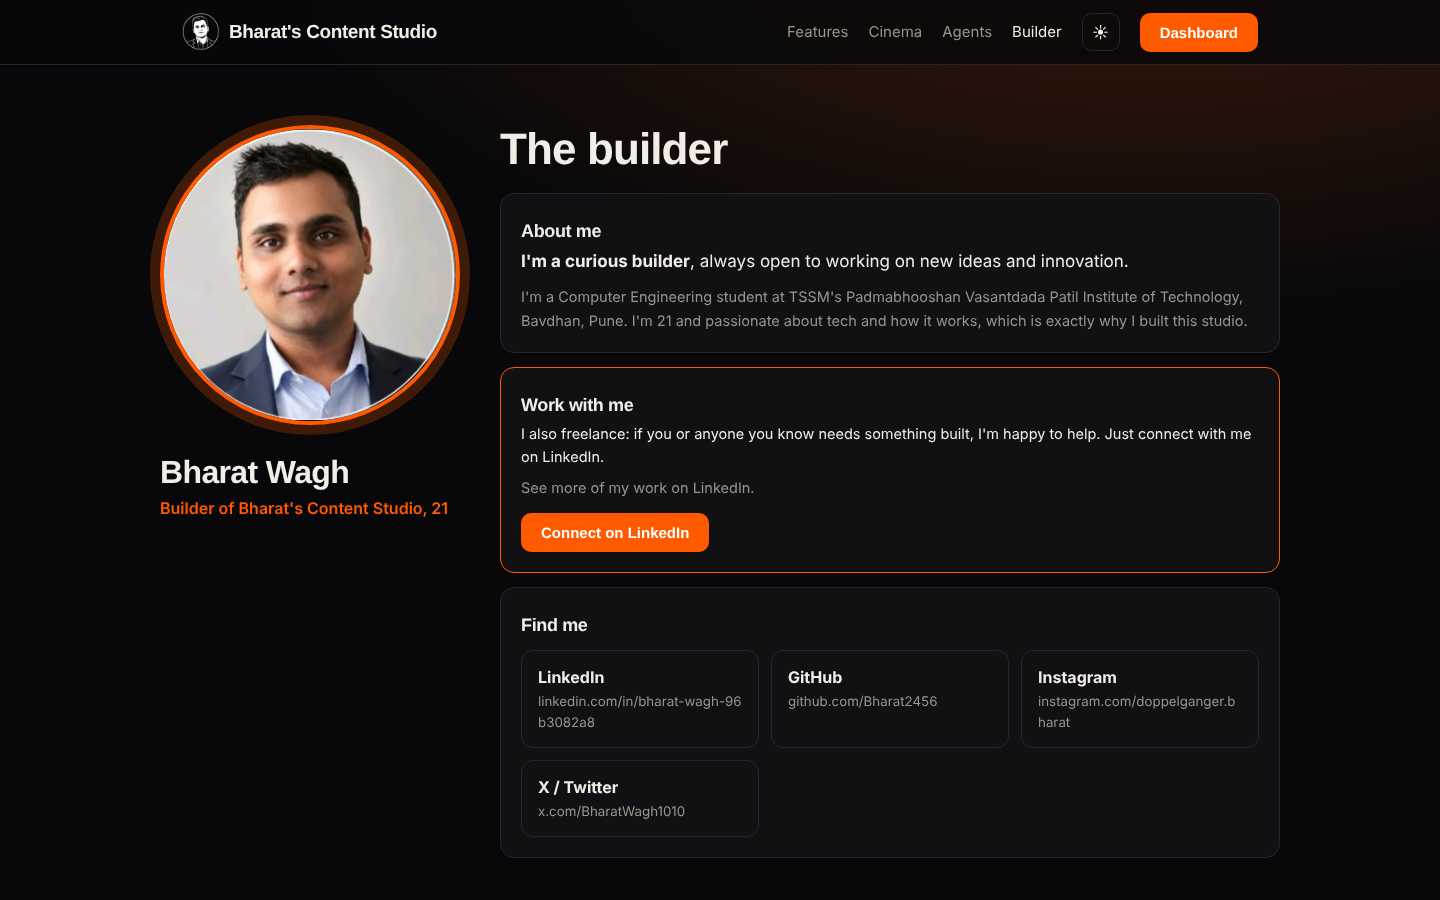 Bharat's Content Studio
Features
Cinema
Agents
Builder
Dashboard
Bharat Wagh
Builder of Bharat's Content Studio, 21
The builder
About me
I'm a curious builder, always open to working on new ideas and innovation.
I'm a Computer Engineering student at TSSM's Padmabhooshan Vasantdada Patil Institute of Technology,
Bavdhan, Pune. I'm 21 and passionate about tech and how it works, which is exactly why I built this studio.
Work with me
I also freelance: if you or anyone you know needs something built, I'm happy to help. Just connect with me
on LinkedIn.
See more of my work on LinkedIn.
Connect on LinkedIn
Find me
LinkedIn
linkedin.com/in/bharat-wagh-96
b3082a8
GitHub
github.com/Bharat2456
Instagram
instagram.com/doppelganger.b
harat
X / Twitter
x.com/BharatWagh1010